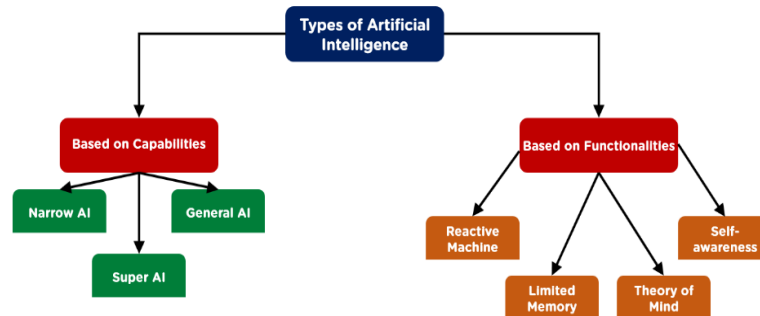 Types of Artificial
Intelligence
Based on Capabilities
Based on Functionalities
Narrow AI
General AI
Super AI
Reactive
Machine
Self-
awareness
Limited
Memory
Theory of
Mind